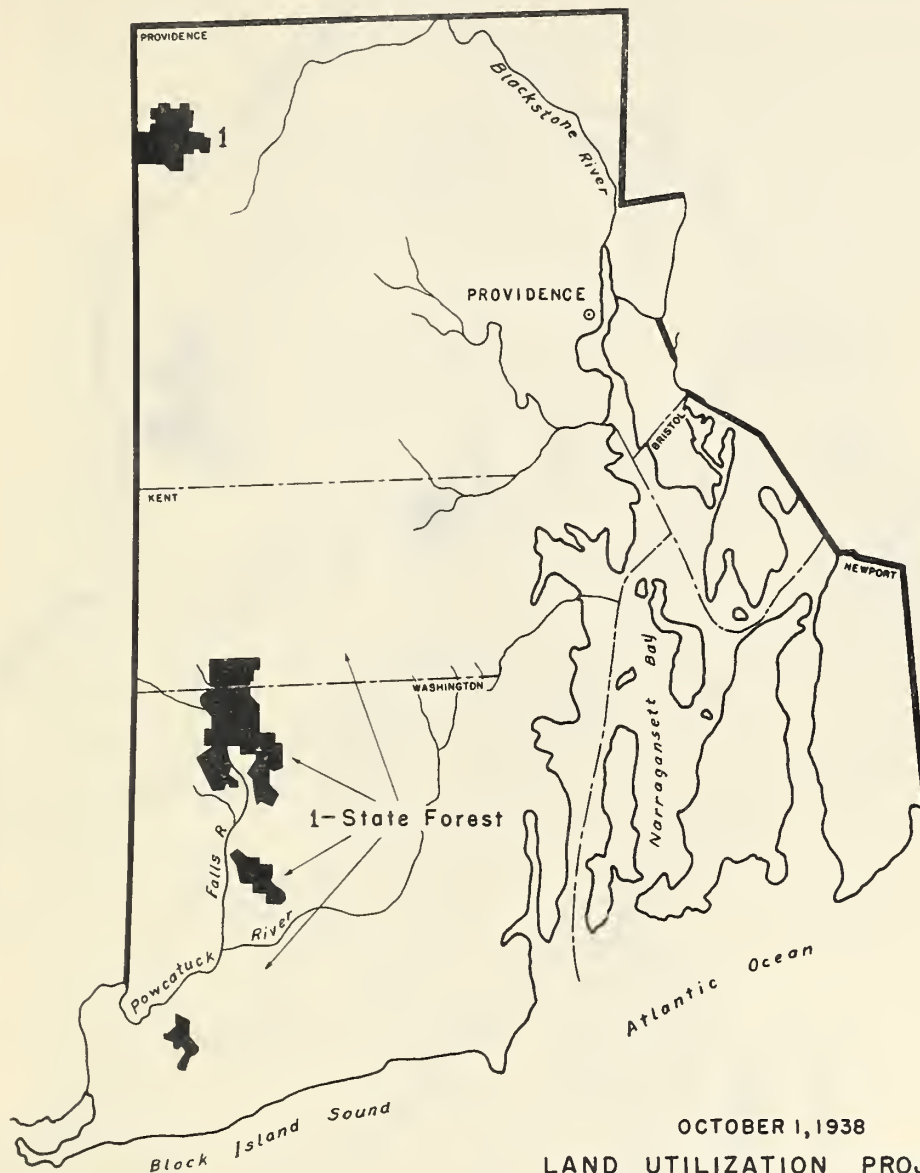 PROVIDENCE
1
Blackstone
River
PROVIDENCE
BRISTOL
KENT
NEWPORT
WASHINGTON
Narragansett Bay
1-State Forest
Falls R
Powcatuck River
Atlantic Ocean
Block Island Sound
OCTOBER 1, 1938
LAND UTILIZATION